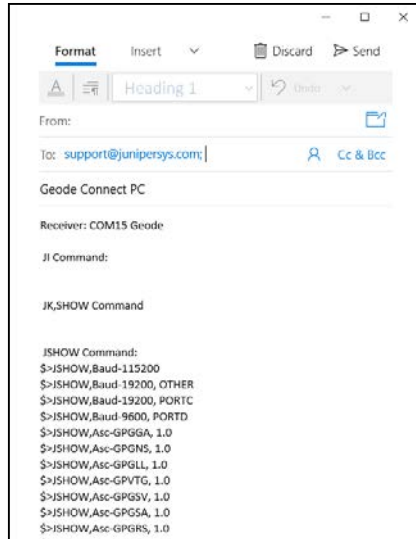 Format Insert Discard Send
A Heading 1 Undo
From:
To: support@junipersys.com; Cc & Bcc
Geode Connect PC
Receiver: COM15 Geode
JI Command:
JK,SHOW Command
JSHOW Command:
$>JSHOW,Baud-115200
$>JSHOW,Baud-19200, OTHER
$>JSHOW,Baud-19200, PORTC
$>JSHOW,Baud-9600, PORTD
$>JSHOW,Asc-GPGGA, 1.0
$>JSHOW,Asc-GPGNS, 1.0
$>JSHOW,Asc-GPGLL, 1.0
$>JSHOW,Asc-GPVTG, 1.0
$>JSHOW,Asc-GPGSV, 1.0
$>JSHOW,Asc-GPGSA, 1.0
$>JSHOW,Asc-GPGRS, 1.0